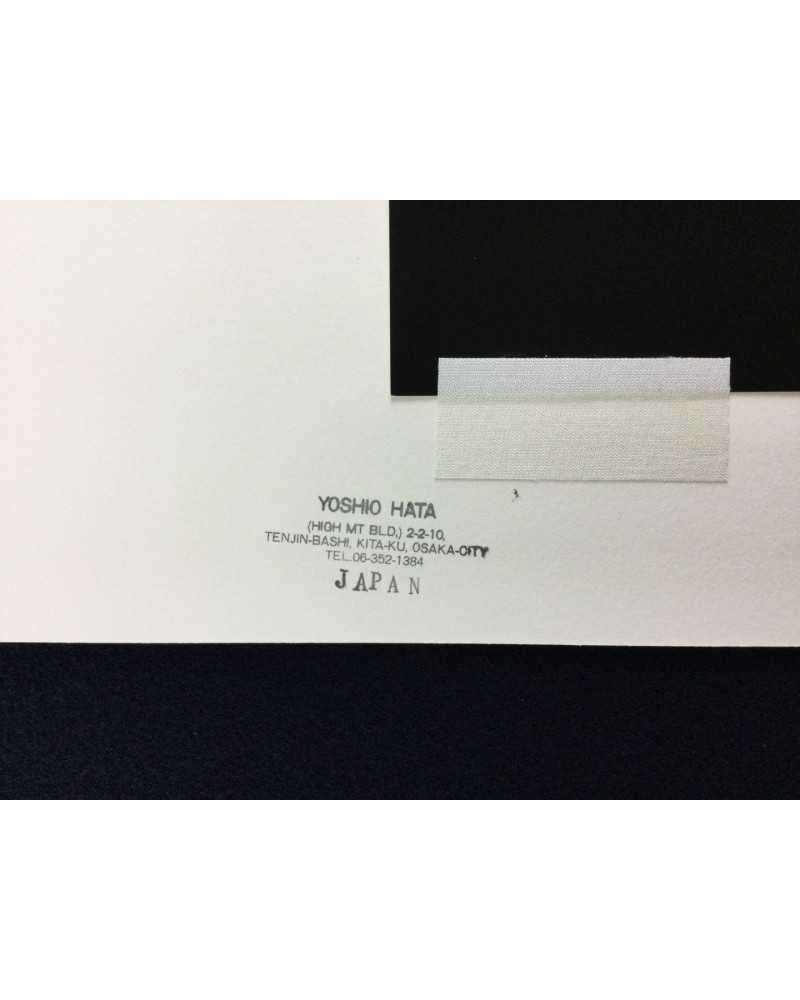 YOSHIO HATA
(HIGH MT BLD,) 2-2-10,
TENJIN-BASHI, KITA-KU, OSAKA-CITY
TEL.06-352-1384
JAPAN